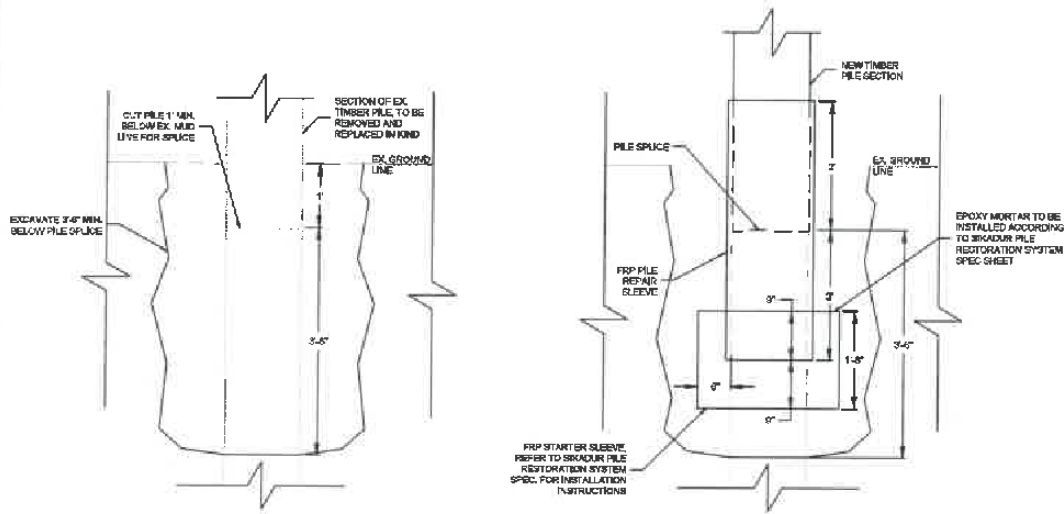 CUT PILE 1' MIN.
BELOW EX. MUD
LINE FOR SPLICE
SECTION OF EX.
TIMBER PILE, TO BE
REMOVED AND
REPLACED IN KIND
EX. GROUND
LINE
EXCAVATE 3'-6" MIN.
BELOW PILE SPLICE
1'
3'-6"
NEW TIMBER
PILE SECTION
PILE SPLICE
2'
EX. GROUND
LINE
EPOXY MORTAR TO BE
INSTALLED ACCORDING
TO SIKADUR PILE
RESTORATION SYSTEM
SPEC SHEET
FRP PILE
REPAIR
SLEEVE
9"
2'
3'-6"
1'-6"
6"
9"
FRP STARTER SLEEVE,
REFER TO SIKADUR PILE
RESTORATION SYSTEM
SPEC. FOR INSTALLATION
INSTRUCTIONS